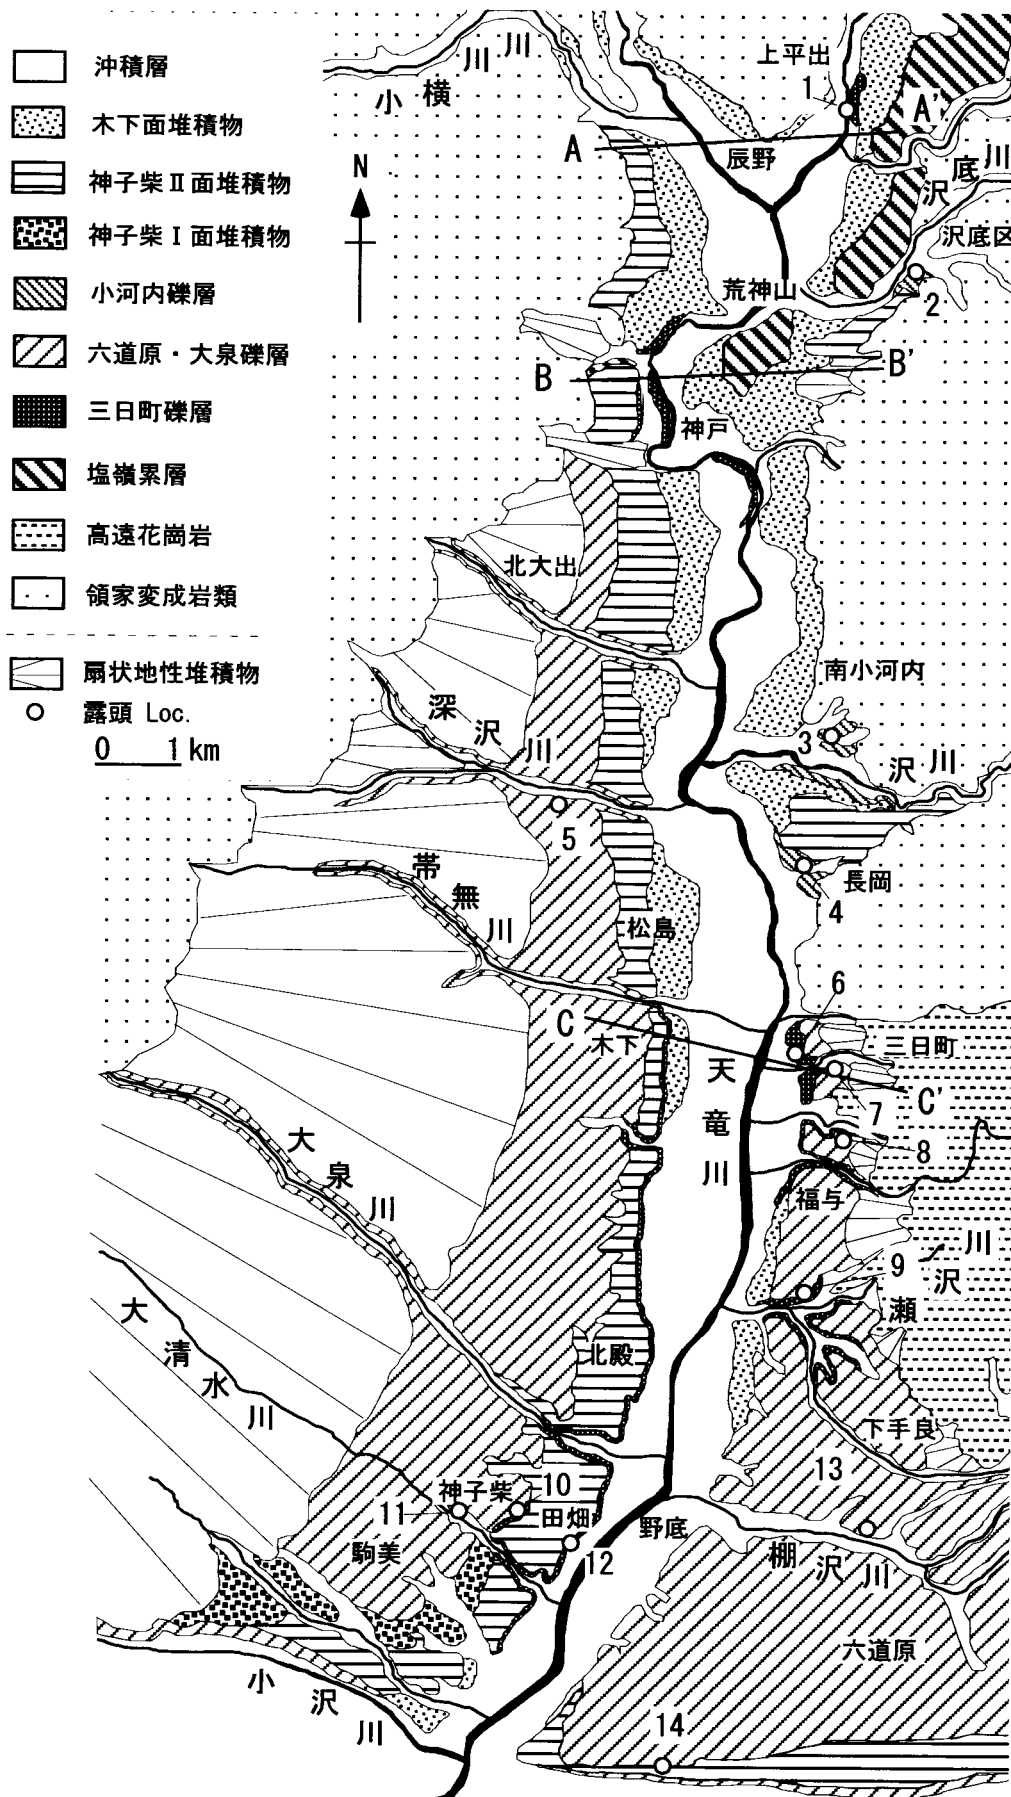 沖積層
木下面堆積物
神子柴Ⅱ面堆積物
神子柴Ⅰ面堆積物
小河内礫層
六道原・大泉礫層
三日町礫層
塩嶺累層
高遠花崗岩
領家変成岩類
扇状地性堆積物
露頭 Loc.
0 1km
N
小横川川
上平出
1
A
A'
辰野
沢底川
沢底区
荒神山
2
B
B'
神戸
北大出
南小河内
深沢川
3
沢川
5
帯無川
長岡
4
松島
6
C
木下
三日町
天竜川
C'
7
8
大泉川
福与
9
沢川
瀬
大清水川
北殿
下手良
13
神子柴
10
11
田畑
野底
駒美
12
棚沢川
六道原
小沢川
14